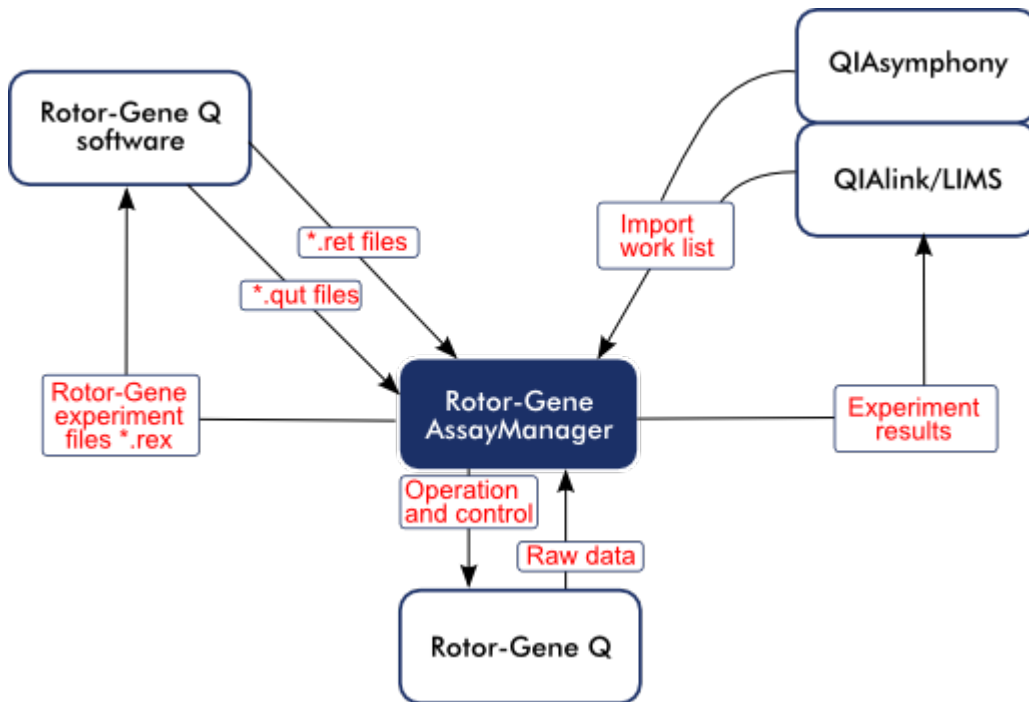 QIAsymphony
Rotor-Gene Q
software
QIAlink/LIMS
Import
work list
*.ret files
*.qut files
Rotor-Gene
experiment
files *.rex
Rotor-Gene
AssayManager
Experiment
results
Operation
and control
Raw data
Rotor-Gene Q